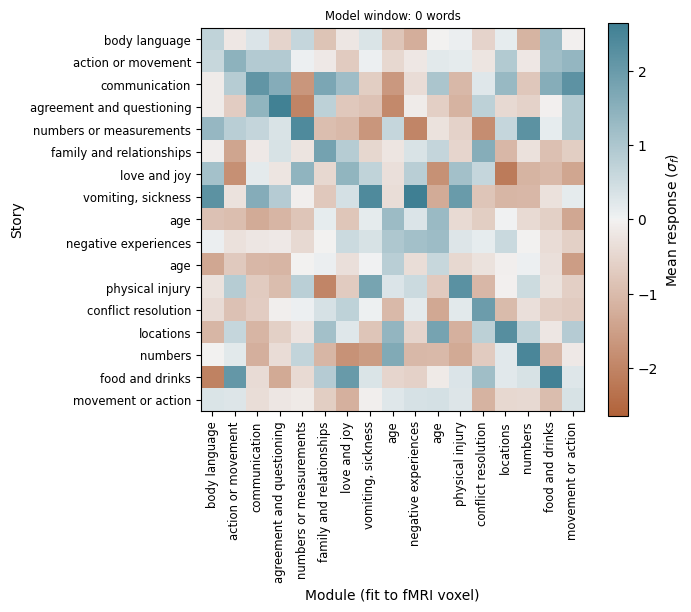 Model window: 0 words
body language
action or movement
communication
agreement and questioning
numbers or measurements
family and relationships
love and joy
vomiting, sickness
age
negative experiences
age
physical injury
conflict resolution
locations
numbers
food and drinks
movement or action
Story
body language
action or movement
communication
agreement and questioning
numbers or measurements
family and relationships
love and joy
vomiting, sickness
age
negative experiences
age
physical injury
conflict resolution
locations
numbers
food and drinks
movement or action
Module (fit to fMRI voxel)
2
1
0
−1
−2
Mean response (σf)